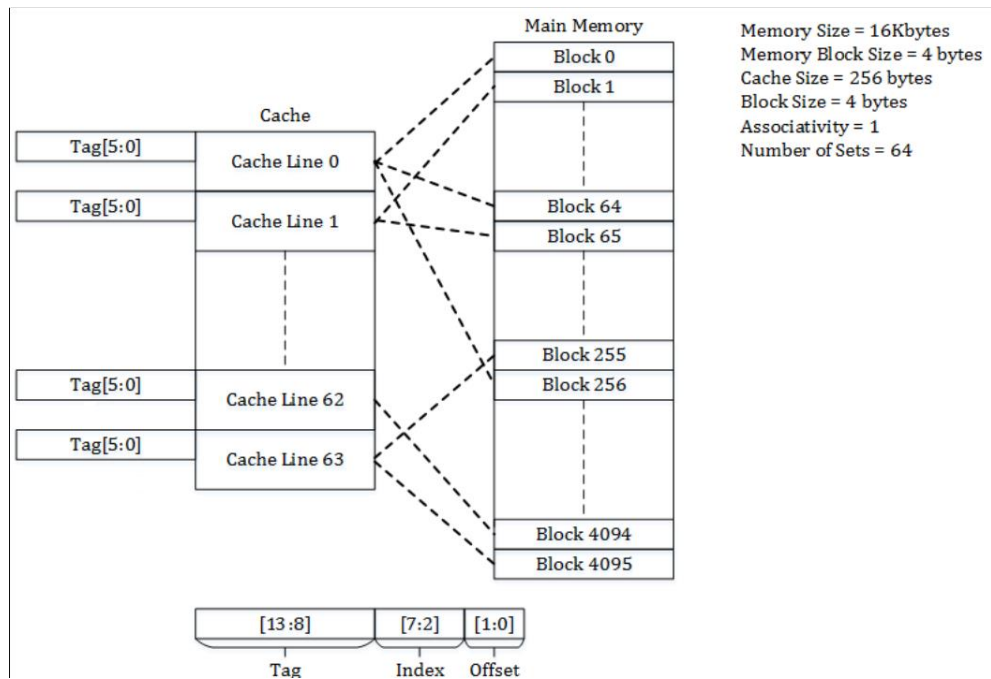 Main Memory
Memory Size = 16Kbytes
Memory Block Size = 4 bytes
Cache Size = 256 bytes
Block Size = 4 bytes
Associativity = 1
Number of Sets = 64
Block 0
Block 1
Cache
Tag[5:0]
Cache Line 0
Tag[5:0]
Cache Line 1
Block 64
Block 65
Block 255
Block 256
Tag[5:0]
Cache Line 62
Tag[5:0]
Cache Line 63
Block 4094
Block 4095
[13:8] [7:2] [1:0]
Tag Index Offset